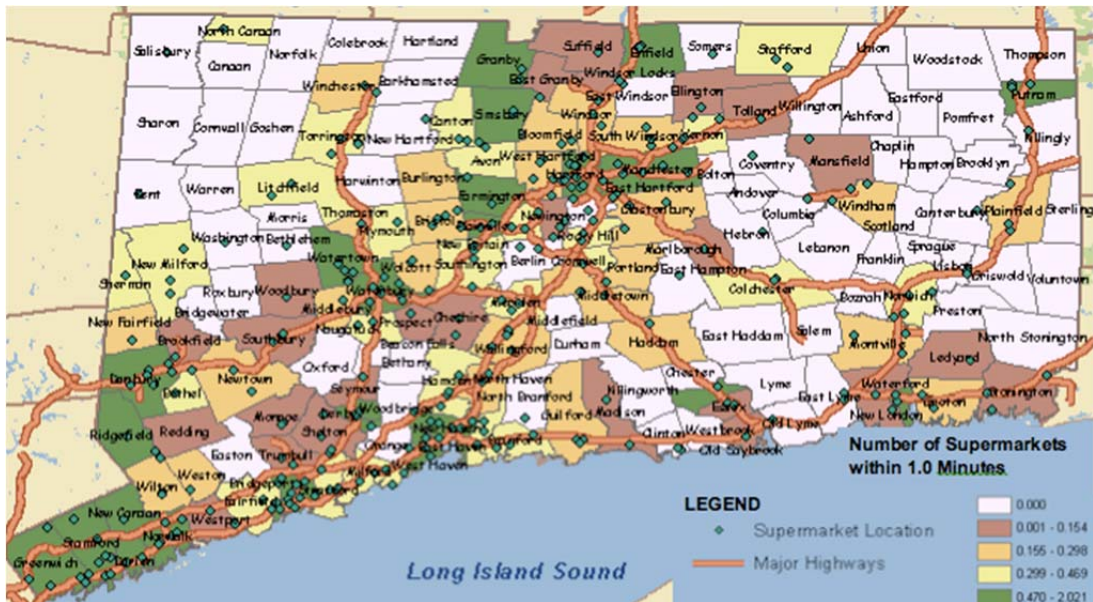 North Canaan
Salisbury
Canaan
Norfolk
Colebrook
Hartland
Granby
Suffield
East Granby
Enfield
Windsor Locks
Somers
Stafford
Union
Woodstock
Thompson
Winchester
Barkhamsted
East Windsor
Ellington
Tolland
Willington
Eastford
Putnam
Sharon
Cornwall
Goshen
Torrington
New Hartford
Canton
Simsbury
Bloomfield
Windsor
South Windsor
Vernon
Ashford
Pomfret
Killingly
Avon
West Hartford
Hartford
Manchester
Bolton
Coventry
Mansfield
Chaplin
Hampton
Brooklyn
Kent
Warren
Litchfield
Harwinton
Burlington
Farmington
East Hartford
Andover
Windham
Scotland
Canterbury
Plainfield
Sterling
Morris
Thomaston
Plymouth
Bristol
Plainville
Newington
Glastonbury
Columbia
Washington
Bethlehem
Watertown
Wolcott
New Britain
Southington
Berlin
Cromwell
Rocky Hill
Marlborough
Hebron
Lebanon
Franklin
Sprague
Lisbon
Griswold
Voluntown
New Milford
Sherman
Roxbury
Woodbury
Waterbury
Portland
East Hampton
Colchester
Bozrah
Norwich
Preston
Bridgewater
Middlebury
Naugatuck
Prospect
Cheshire
Meriden
Middlefield
Middletown
New Fairfield
Brookfield
Southbury
Beacon Falls
Bethany
Wallingford
Durham
Haddam
East Haddam
Salem
Montville
North Stonington
Ledyard
Danbury
Bethel
Newtown
Oxford
Seymour
Hamden
North Haven
Chester
Killingworth
Lyme
East Lyme
Waterford
Groton
Stonington
New London
Ridgefield
Redding
Monroe
Derby
Shelton
Woodbridge
Orange
New Haven
East Haven
North Branford
Branford
Guilford
Madison
Clinton
Essex
Westbrook
Old Saybrook
Old Lyme
Easton
Trumbull
Weston
Wilton
Bridgeport
Fairfield
Stratford
Milford
West Haven
New Canaan
Westport
Norwalk
Stamford
Darien
Greenwich
Long Island Sound
Number of Supermarkets
within 1.0 Minutes
LEGEND
Supermarket Location
Major Highways
0.000
0.001 - 0.154
0.155 - 0.298
0.299 - 0.469
0.470 - 2.021